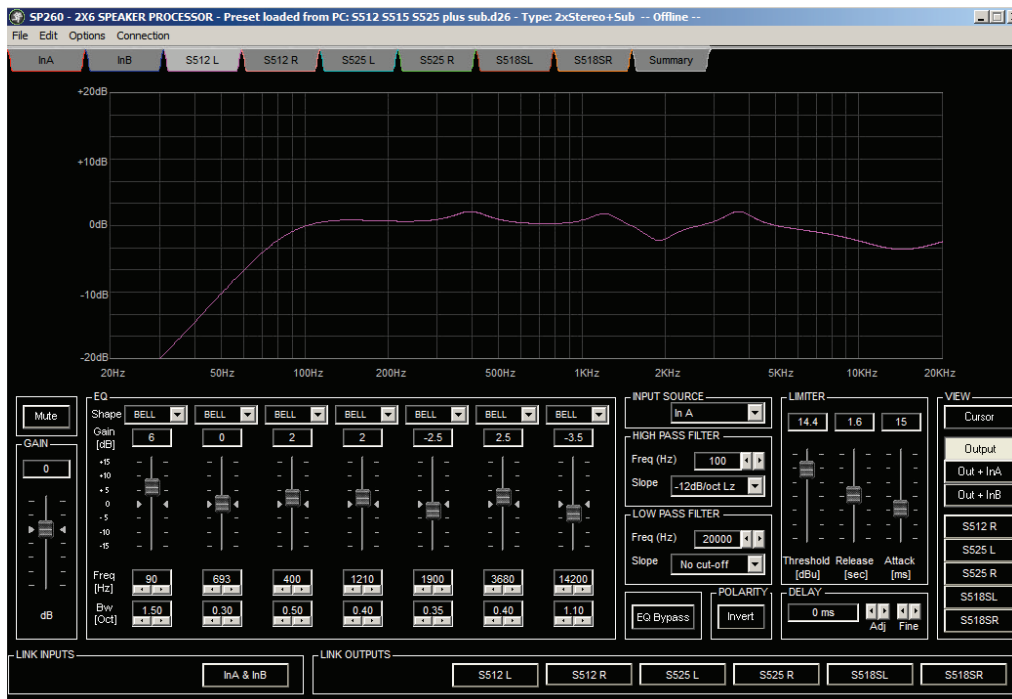 SP260 - 2X6 SPEAKER PROCESSOR - Preset loaded from PC: S512 S515 S525 plus sub.d26 - Type: 2xStereo+Sub -- Offline --
File Edit Options Connection
InA InB S512 L S512 R S525 L S525 R S518SL S518SR Summary
+20dB
+10dB
0dB
-10dB
-20dB
20Hz 50Hz 100Hz 200Hz 500Hz 1KHz 2KHz 5KHz 10KHz 20KHz
Mute
GAIN
0
dB
EQ
Shape BELL BELL BELL BELL BELL BELL BELL
Gain [dB] 6 0 2 2 -2.5 2.5 -3.5
+15
+10
+5
0
-5
-10
-15
Freq [Hz] 90 693 400 1210 1900 3680 14200
Bw [Oct] 1.50 0.30 0.50 0.40 0.35 0.40 1.10
INPUT SOURCE
In A
HIGH PASS FILTER
Freq (Hz) 100
Slope -12dB/oct Lz
LOW PASS FILTER
Freq (Hz) 20000
Slope No cut-off
EQ Bypass
POLARITY
Invert
LIMITER
14.4 1.6 15
Threshold [dBu] Release [sec] Attack [ms]
DELAY
0 ms
Adj Fine
VIEW
Cursor
Output
Out + InA
Out + InB
S512 R
S525 L
S525 R
S518SL
S518SR
LINK INPUTS
InA & InB
LINK OUTPUTS
S512 L S512 R S525 L S525 R S518SL S518SR